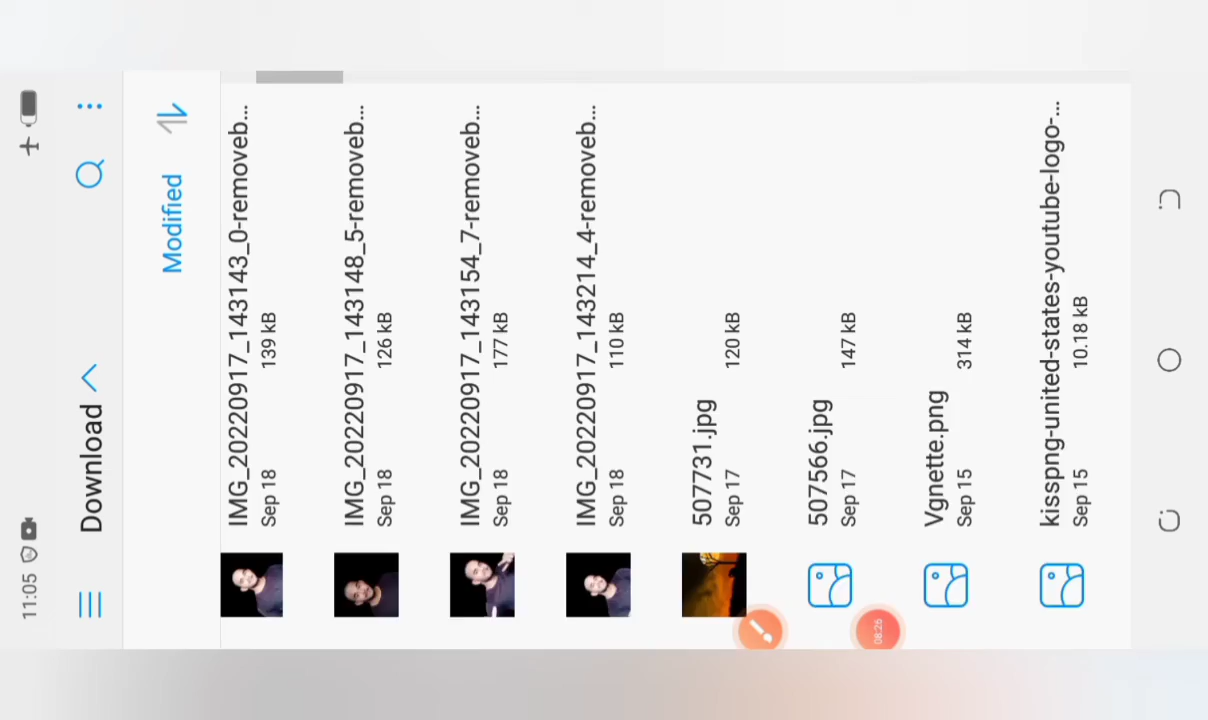 11:05
Download
Modified
IMG_20220917_143143_0-removeb...
Sep 18 139 kB
IMG_20220917_143148_5-removeb...
Sep 18 126 kB
IMG_20220917_143154_7-removeb...
Sep 18 177 kB
IMG_20220917_143214_4-removeb...
Sep 18 110 kB
507731.jpg
Sep 17 120 kB
507566.jpg
Sep 17 147 kB
Vgnette.png
Sep 15 314 kB
kisspng-united-states-youtube-logo-...
Sep 15 10.18 kB
08:26